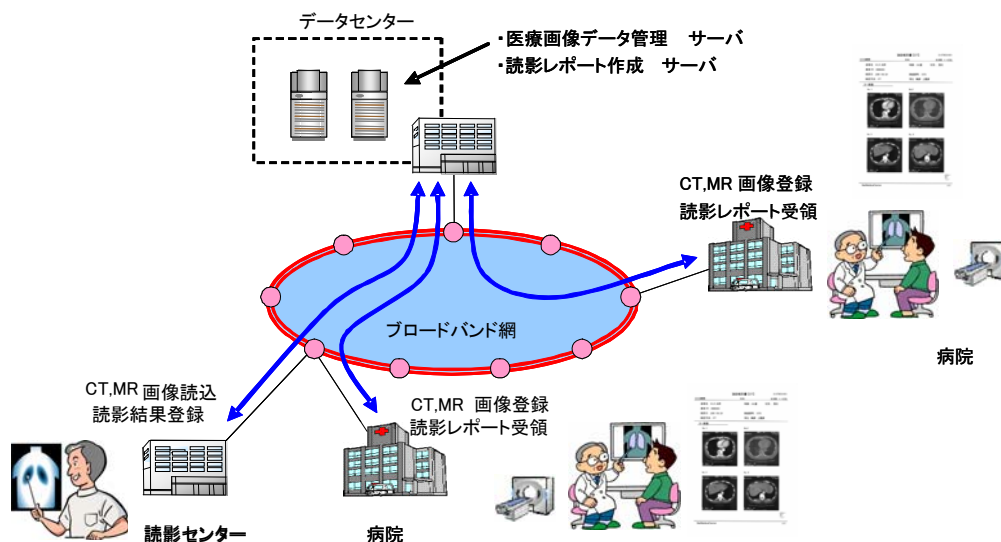 データセンター
・医療画像データ管理　サーバ
・読影レポート作成　サーバ
CT,MR 画像登録
読影レポート受領
病院
ブロードバンド網
CT,MR 画像読込
読影結果登録
読影センター
CT,MR 画像登録
読影レポート受領
病院